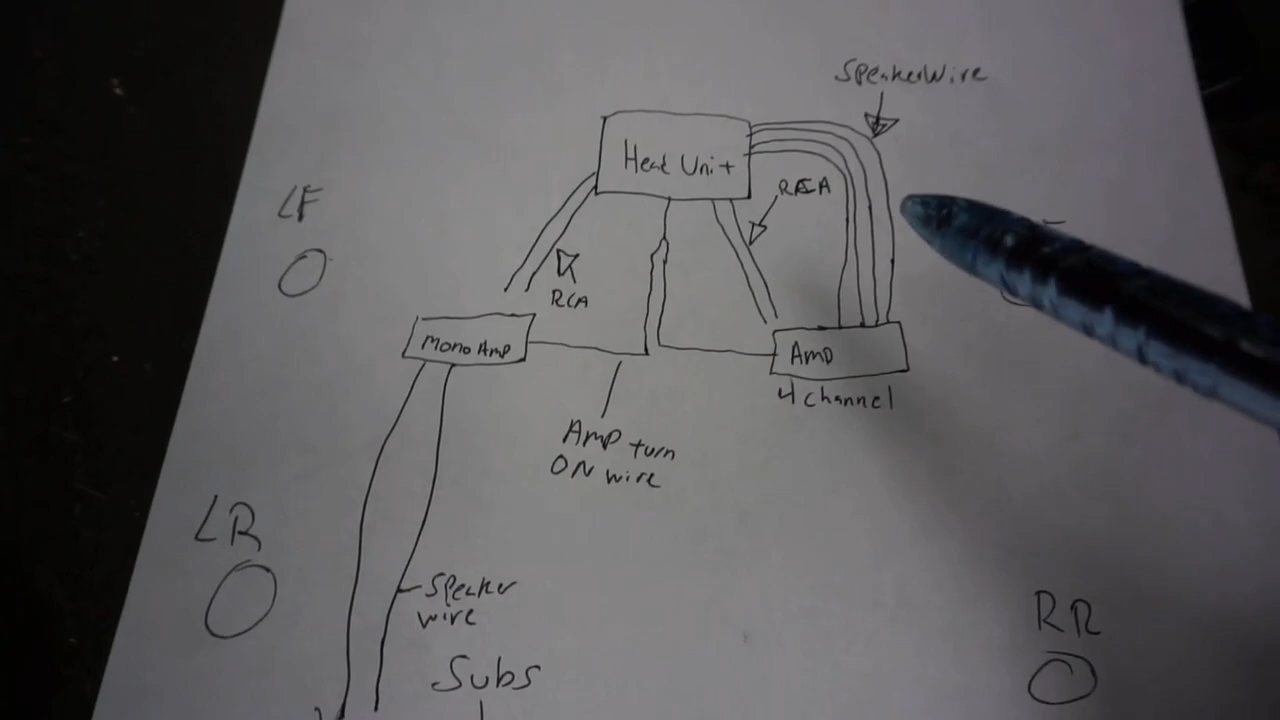 SpeakerWire
Head Unit
RCA
LF
RCA
Mono Amp
Amp
4 channel
Amp turn
ON wire
LR
Speaker
wire
RR
Subs